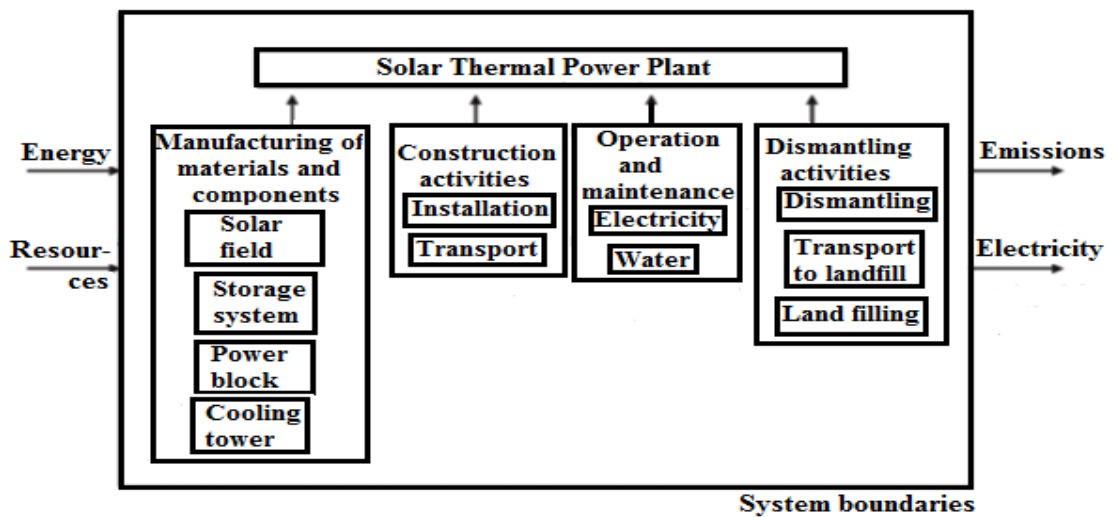 Solar Thermal Power Plant
Energy
Resour-
ces
Manufacturing of
materials and
components
Solar
field
Storage
system
Power
block
Cooling
tower
Construction
activities
Installation
Transport
Operation
and
maintenance
Electricity
Water
Dismantling
activities
Dismantling
Transport
to landfill
Land filling
Emissions
Electricity
System boundaries